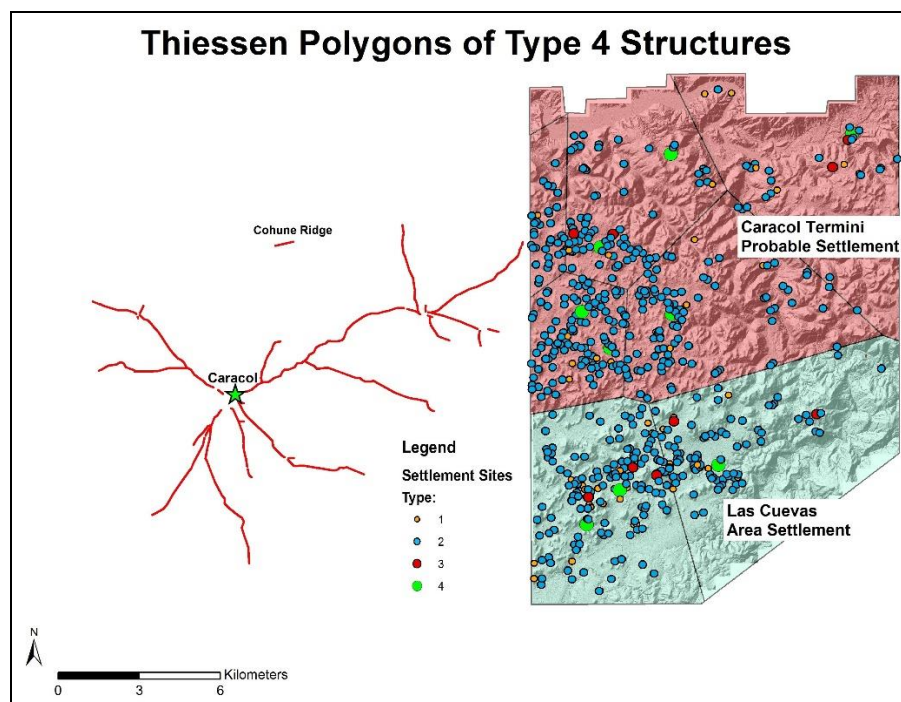 Thiessen Polygons of Type 4 Structures
Cohune Ridge
Caracol Termini
Probable Settlement
Caracol
Legend
Settlement Sites
Type:
1
2
3
4
Las Cuevas
Area Settlement
N
Kilometers
0 3 6